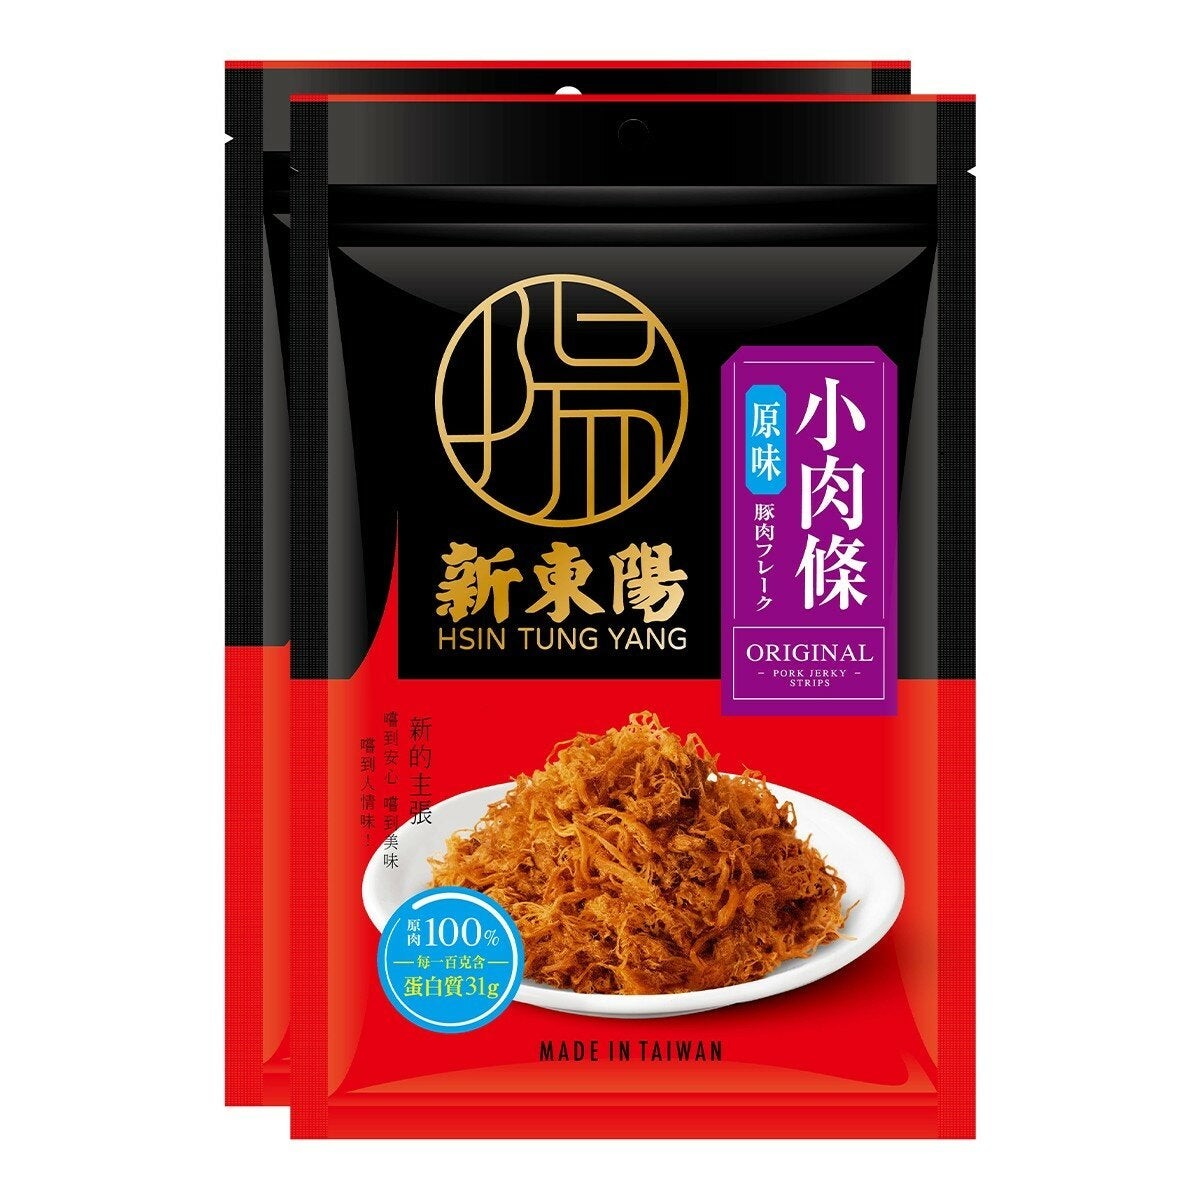 陽
新東陽
HSIN TUNG YANG
小肉條
原味
豚肉フレーク
ORIGINAL
- PORK JERKY -
STRIPS
新的主張
嚐到安心 嚐到美味
嚐到人情味！
原肉100%
每一百克含
蛋白質31g
MADE IN TAIWAN